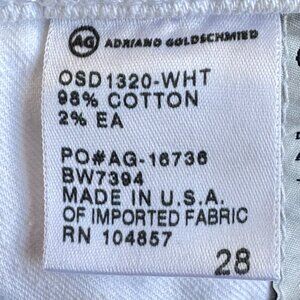 AG ADRIANO GOLDSCHMIED
OSD1320-WHT
98% COTTON
2% EA
PO#AG-16736
BW7394
MADE IN U.S.A.
OF IMPORTED FABRIC
RN 104857
28